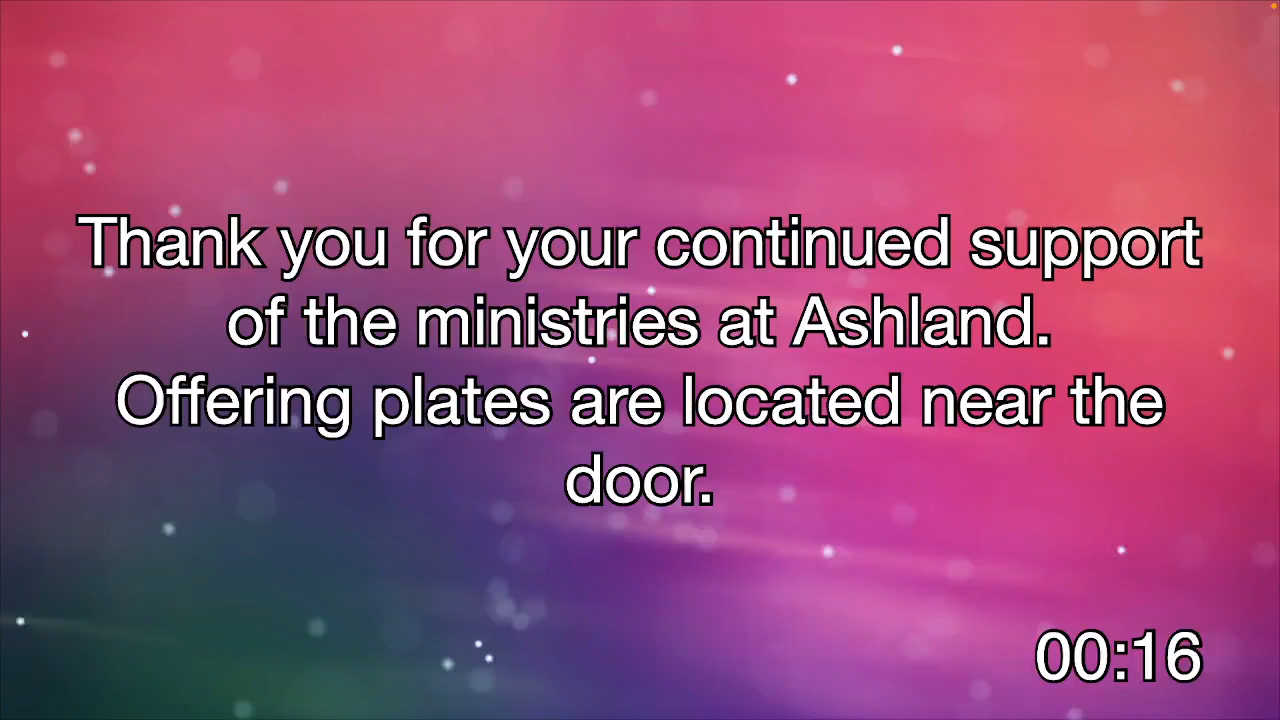 Thank you for your continued support
of the ministries at Ashland.
Offering plates are located near the
door.
00:16